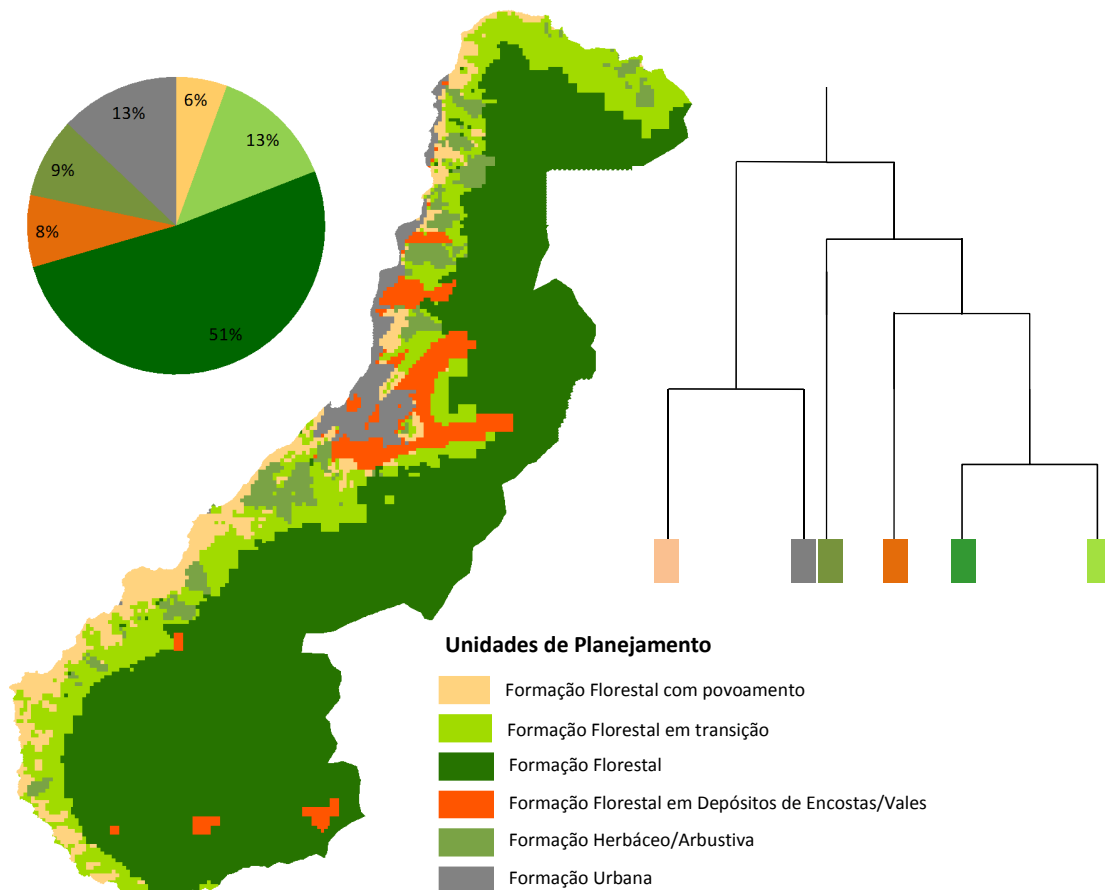 6%
13%
13%
9%
8%
51%
Unidades de Planejamento
Formação Florestal com povoamento
Formação Florestal em transição
Formação Florestal
Formação Florestal em Depósitos de Encostas/Vales
Formação Herbáceo/Arbustiva
Formação Urbana